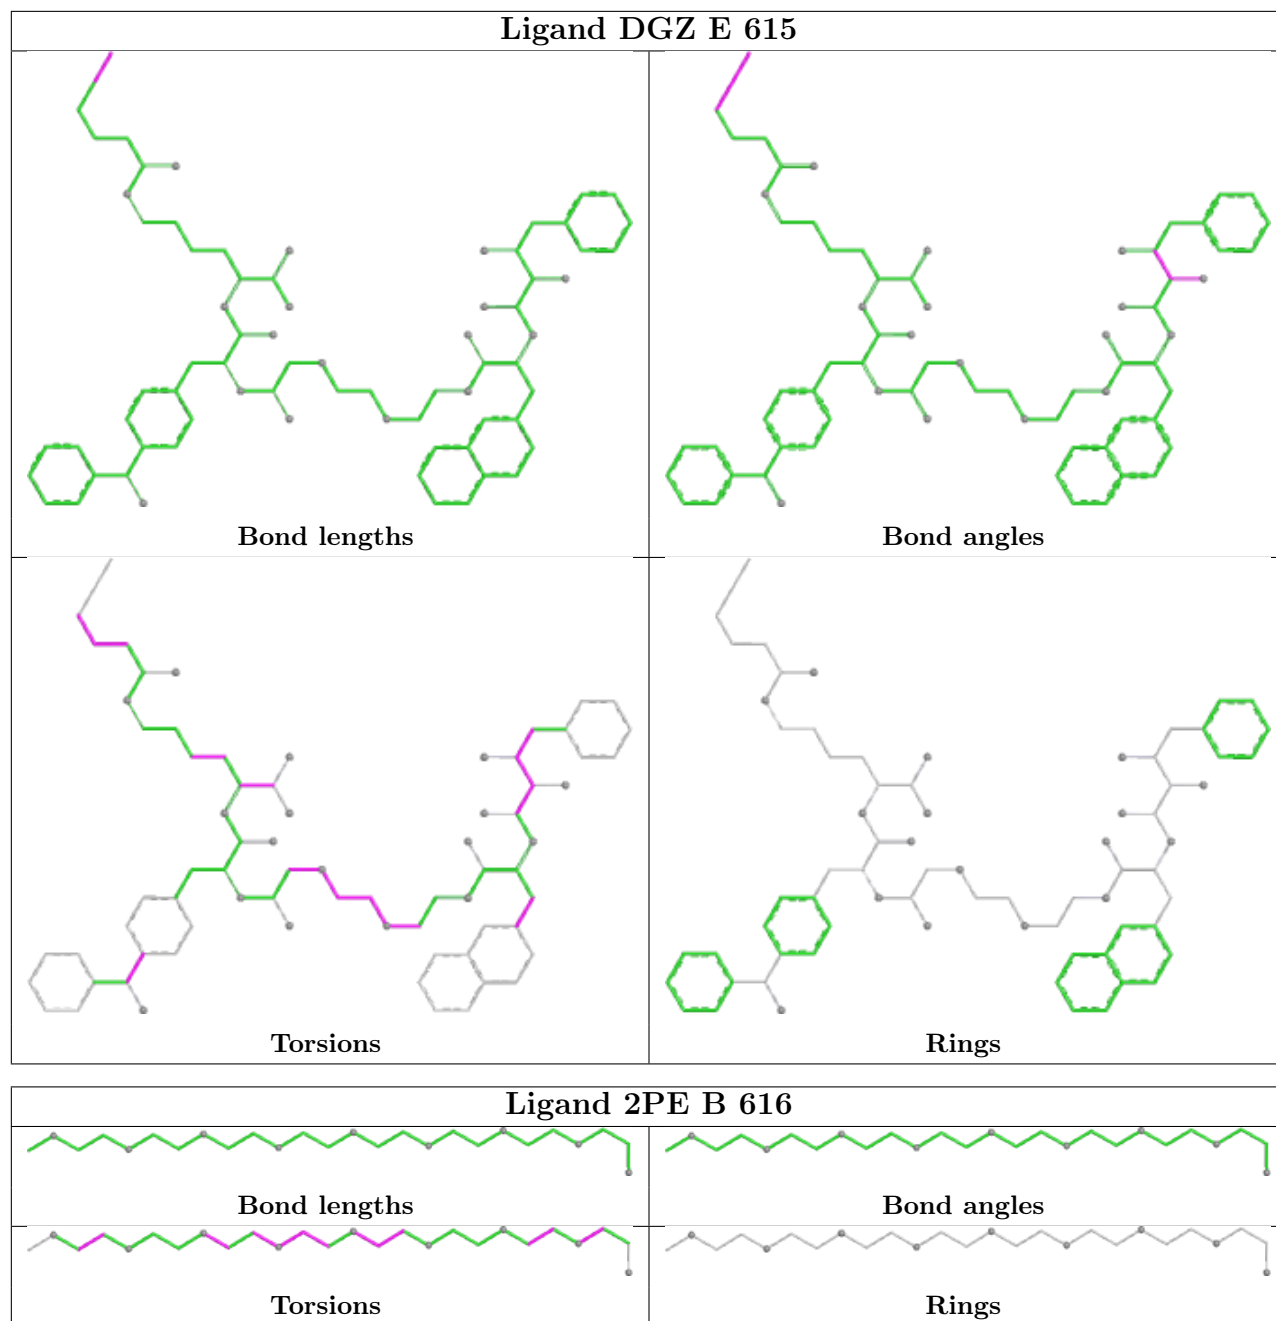 Ligand DGZ E 615
Bond lengths
Bond angles
Torsions
Rings
Ligand 2PE B 616
Bond lengths
Bond angles
Torsions
Rings